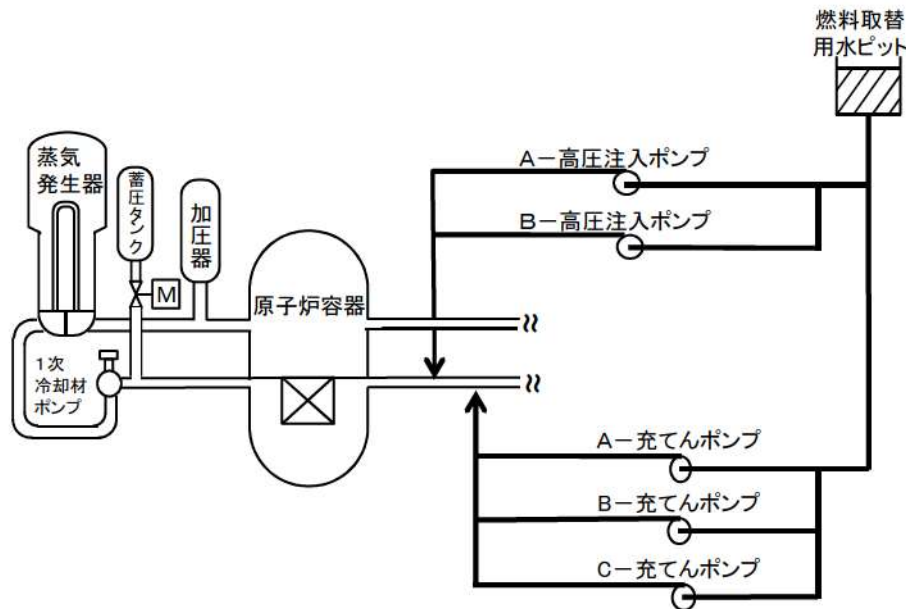 燃料取替
用水ピット
蒸気
発生器
蓄圧タンク
加圧器
M
原子炉容器
1次
冷却材
ポンプ
A－高圧注入ポンプ
B－高圧注入ポンプ
A－充てんポンプ
B－充てんポンプ
C－充てんポンプ